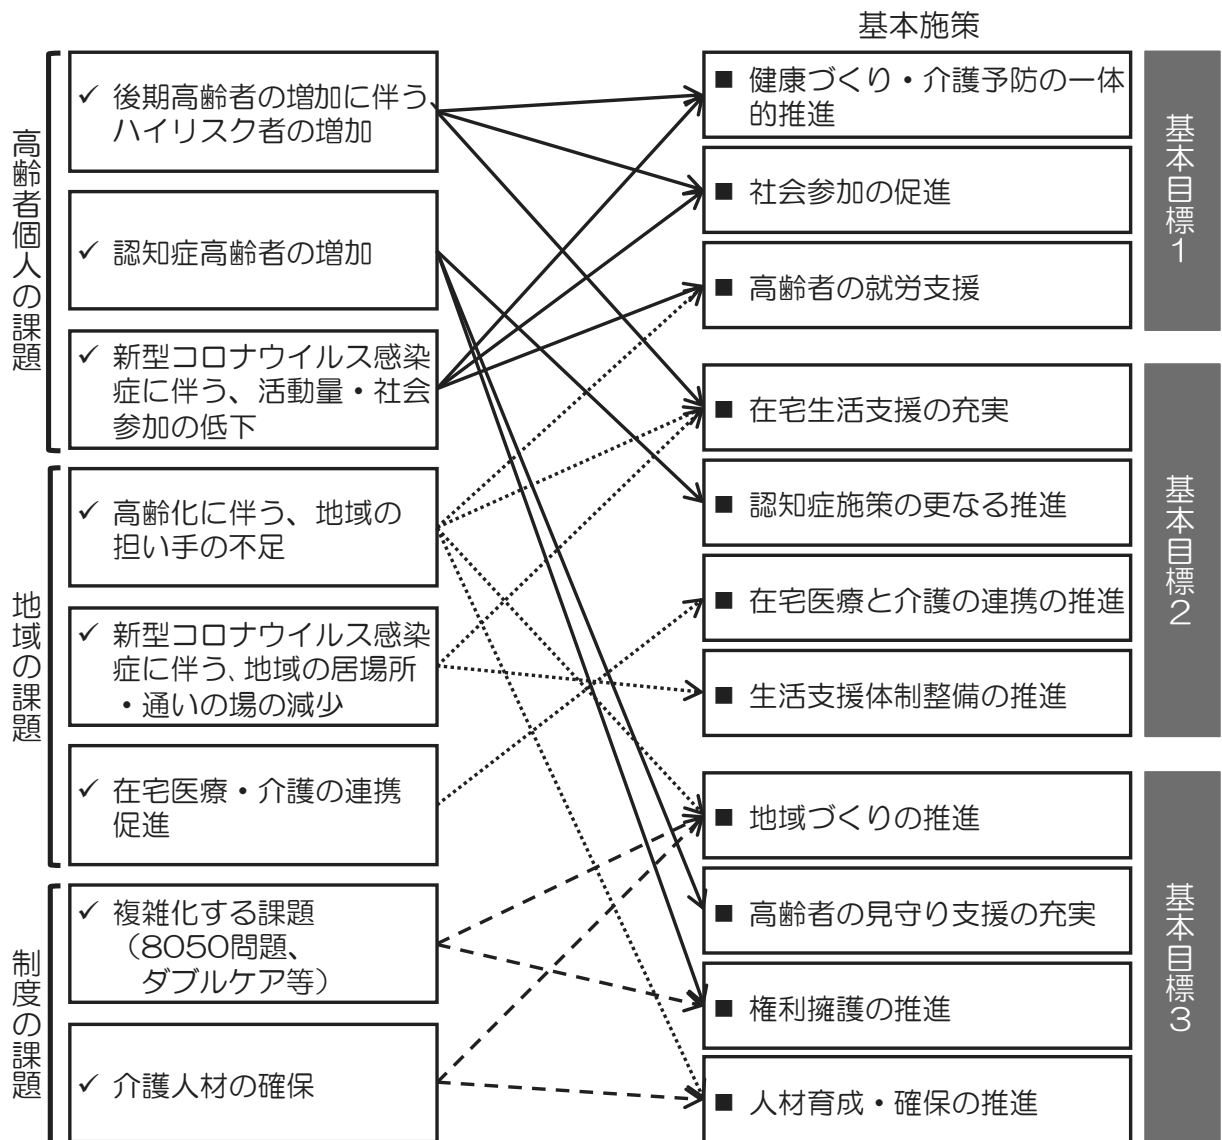 基本施策
高齢者個人の課題
✓ 後期高齢者の増加に伴う、
ハイリスク者の増加
✓ 認知症高齢者の増加
✓ 新型コロナウイルス感染
症に伴う、活動量・社会
参加の低下
地域の課題
✓ 高齢化に伴う、地域の
担い手の不足
✓ 新型コロナウイルス感染
症に伴う、地域の居場所
・通いの場の減少
✓ 在宅医療・介護の連携
促進
制度の課題
✓ 複雑化する課題
（8050問題、
ダブルケア等）
✓ 介護人材の確保
■ 健康づくり・介護予防の一体
的推進
■ 社会参加の促進
■ 高齢者の就労支援
基本目標1
■ 在宅生活支援の充実
■ 認知症施策の更なる推進
■ 在宅医療と介護の連携の推進
■ 生活支援体制整備の推進
基本目標2
■ 地域づくりの推進
■ 高齢者の見守り支援の充実
■ 権利擁護の推進
■ 人材育成・確保の推進
基本目標3